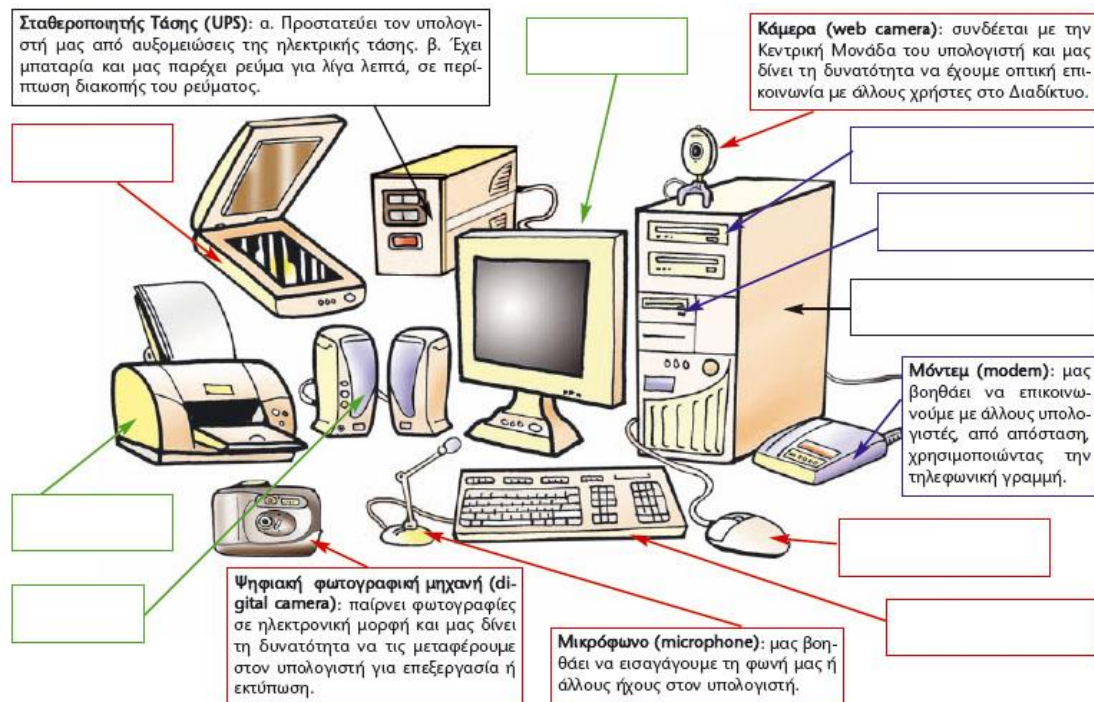 Σταθεροποιητής Τάσης (UPS): α. Προστατεύει τον υπολογι-
στή μας από αυξομειώσεις της ηλεκτρικής τάσης. β. Έχει
μπαταρία και μας παρέχει ρεύμα για λίγα λεπτά, σε περί-
πτωση διακοπής του ρεύματος.
Κάμερα (web camera): συνδέεται με την
Κεντρική Μονάδα του υπολογιστή και μας
δίνει τη δυνατότητα να έχουμε οπτική επι-
κοινωνία με άλλους χρήστες στο Διαδίκτυο.
Μόντεμ (modem): μας
βοηθάει να επικοινω-
νούμε με άλλους υπολο-
γιστές, από απόσταση,
χρησιμοποιώντας την
τηλεφωνική γραμμή.
Ψηφιακή φωτογραφική μηχανή (di-
gital camera): παίρνει φωτογραφίες
σε ηλεκτρονική μορφή και μας δίνει
τη δυνατότητα να τις μεταφέρουμε
στον υπολογιστή για επεξεργασία ή
εκτύπωση.
Μικρόφωνο (microphone): μας βοη-
θάει να εισαγάγουμε τη φωνή μας ή
άλλους ήχους στον υπολογιστή.